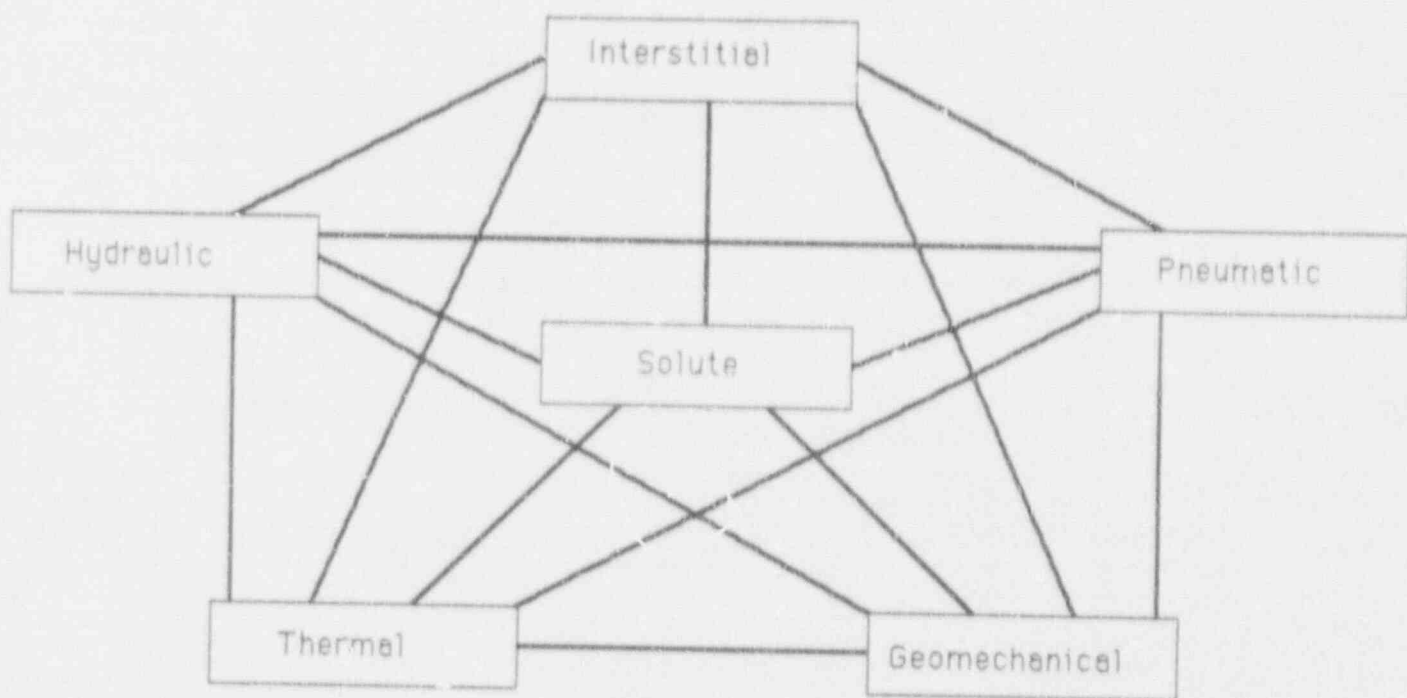 Interstitial
Hydraulic
Pneumatic
Solute
Thermal
Geomechanical